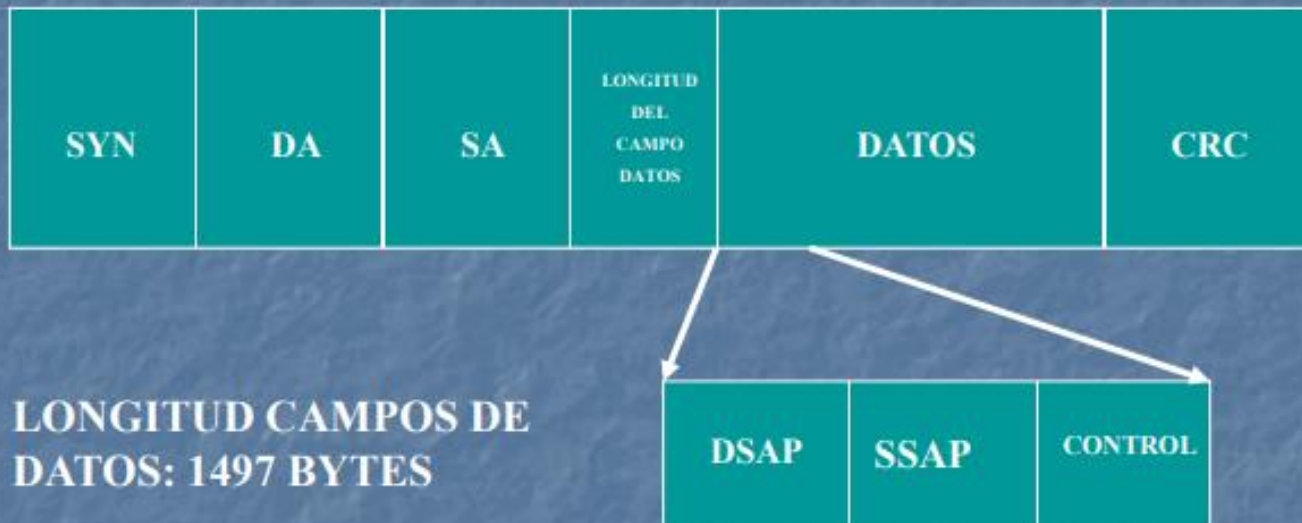 SYN
DA
SA
LONGITUD
DEL
CAMPO
DATOS
DATOS
CRC
LONGITUD CAMPOS DE
DATOS: 1497 BYTES
DSAP
SSAP
CONTROL